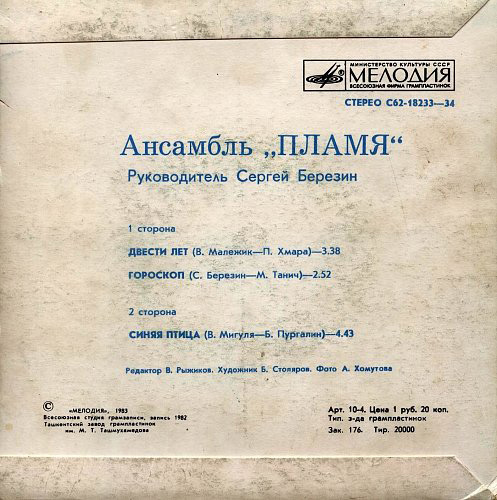 МИНИСТЕРСТВО КУЛЬТУРЫ СССР
МЕЛОДИЯ
ВСЕСОЮЗНАЯ ФИРМА ГРАМПЛАСТИНОК
СТЕРЕО С62-18233—34
Ансамбль „ПЛАМЯ“
Руководитель Сергей Березин
1 сторона
ДВЕСТИ ЛЕТ (В. Малежик—П. Хмара)—3.38
ГОРОСКОП (С. Березин—М. Танич)—2.52
2 сторона
СИНЯЯ ПТИЦА (В. Мигуля—Б. Пургалин)—4.43
Редактор В. Рыжиков. Художник Б. Столяров. Фото А. Хомутова
© «МЕЛОДИЯ», 1983
Всесоюзная студия грамзаписи, запись 1982
Ташкентский завод грампластинок
им. М. Т. Ташмухамедова
Арт. 10-4. Цена 1 руб. 20 коп.
Тип. з-да грампластинок
Зак. 176. Тир. 20000